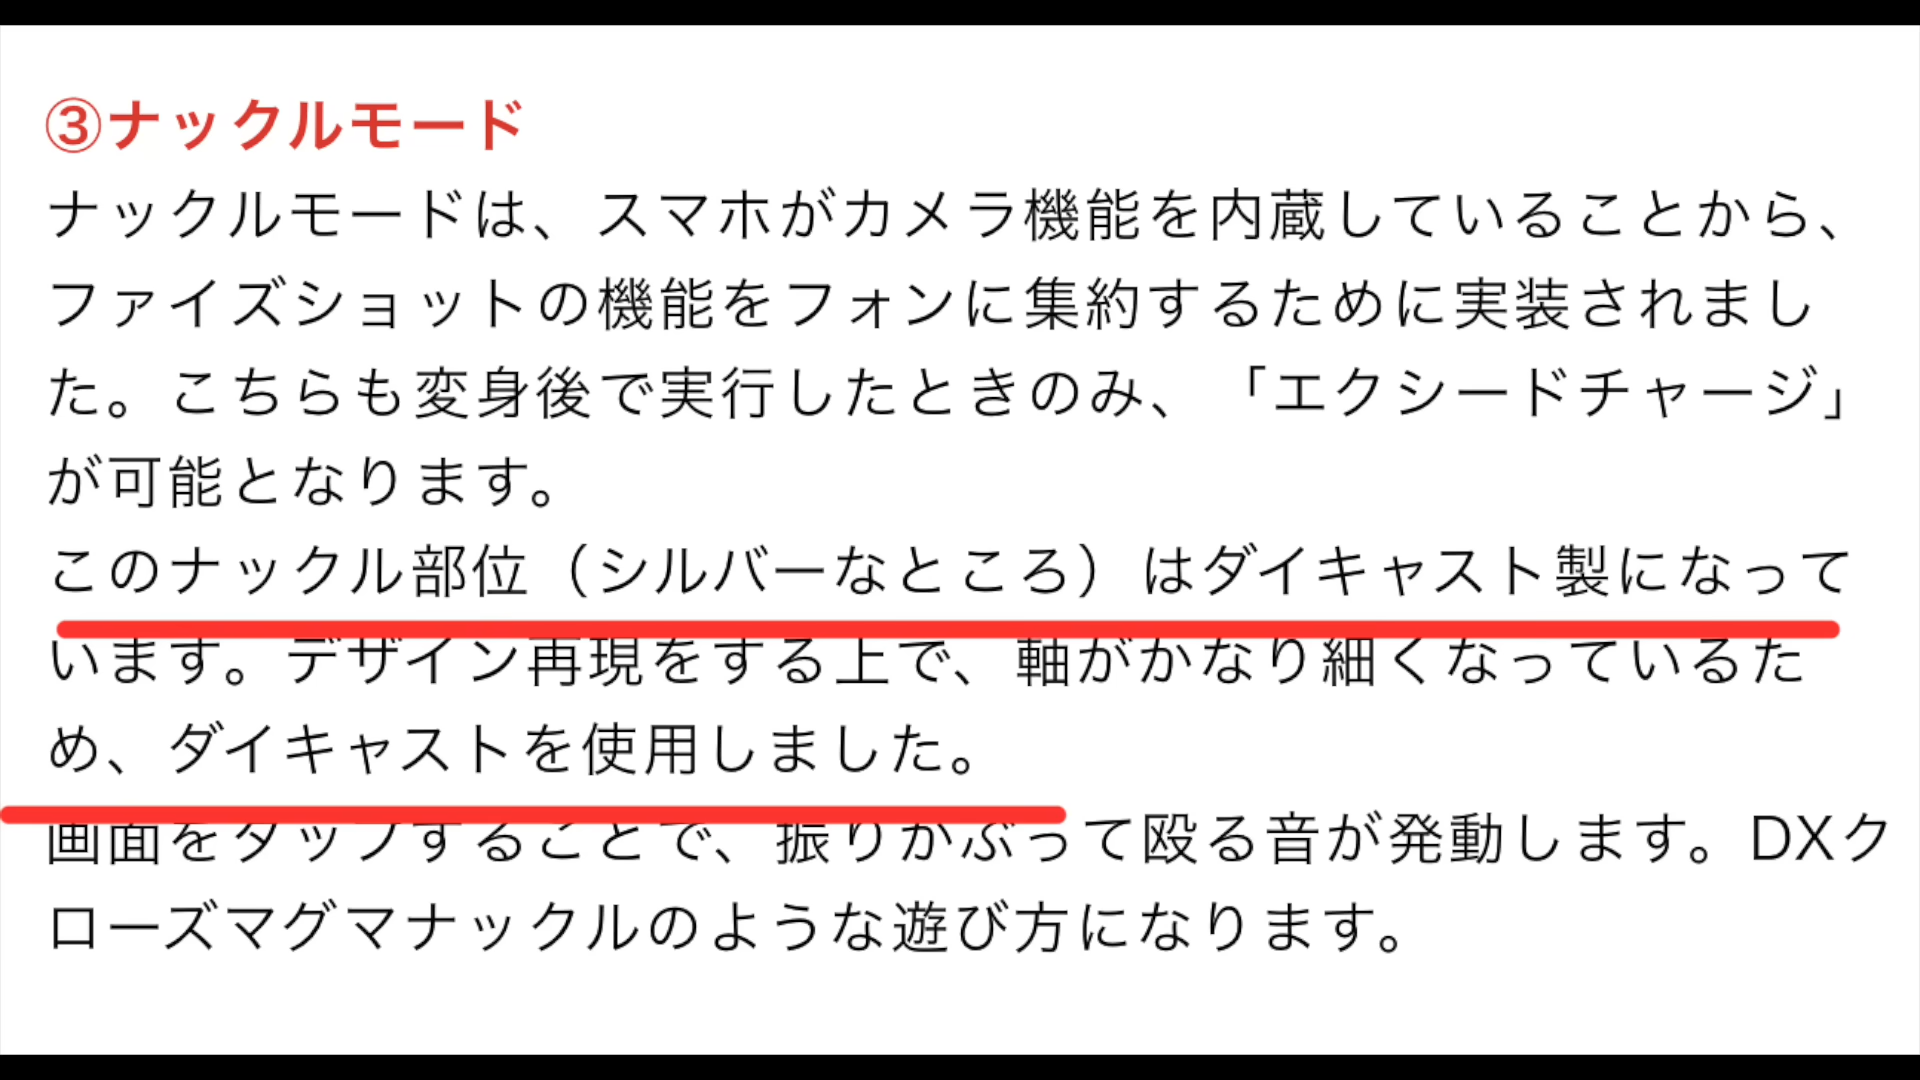 ③ナックルモード
ナックルモードは、スマホがカメラ機能を内蔵していることから、
ファイズショットの機能をフォンに集約するために実装されまし
た。こちらも変身後で実行したときのみ、「エクシードチャージ」
が可能となります。
このナックル部位（シルバーなところ）はダイキャスト製になって
います。デザイン再現をする上で、軸がかなり細くなっているた
め、ダイキャストを使用しました。
画面をタップすることで、振りかぶって殴る音が発動します。DXク
ローズマグマナックルのような遊び方になります。